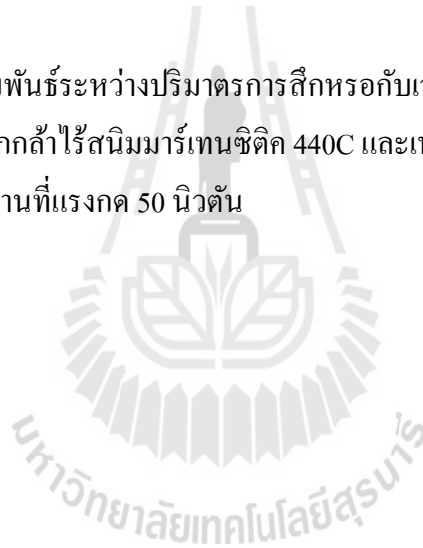 พันธ์ระหว่างปริมาตรการสึกหรอกับ
กกล้าไร้สนิมมาร์เทนซิติค 440C และเ
านที่แรงกด 50 นิวตัน
มหาวิทยาลัยเทคโนโลยีสุรนารี